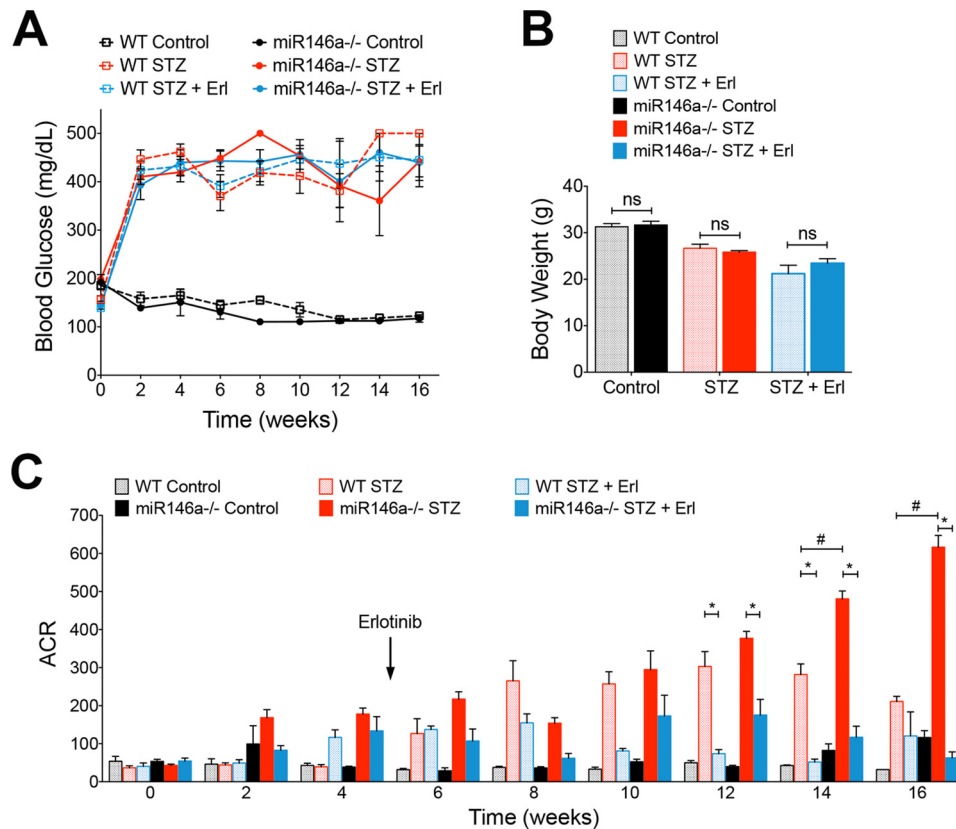 A
WT Control
miR146a-/- Control
WT STZ
miR146a-/- STZ
WT STZ + Erl
miR146a-/- STZ + Erl
Blood Glucose (mg/dL)
500
400
300
200
100
0
0 2 4 6 8 10 12 14 16
Time (weeks)
B
WT Control
WT STZ
WT STZ + Erl
miR146a-/- Control
miR146a-/- STZ
miR146a-/- STZ + Erl
Body Weight (g)
40
30
20
10
0
ns ns ns
Control STZ STZ + Erl
C
WT Control WT STZ WT STZ + Erl
miR146a-/- Control miR146a-/- STZ miR146a-/- STZ + Erl
ACR
700
600
500
400
300
200
100
0
Erlotinib
* *
# * *
# *
0 2 4 6 8 10 12 14 16
Time (weeks)